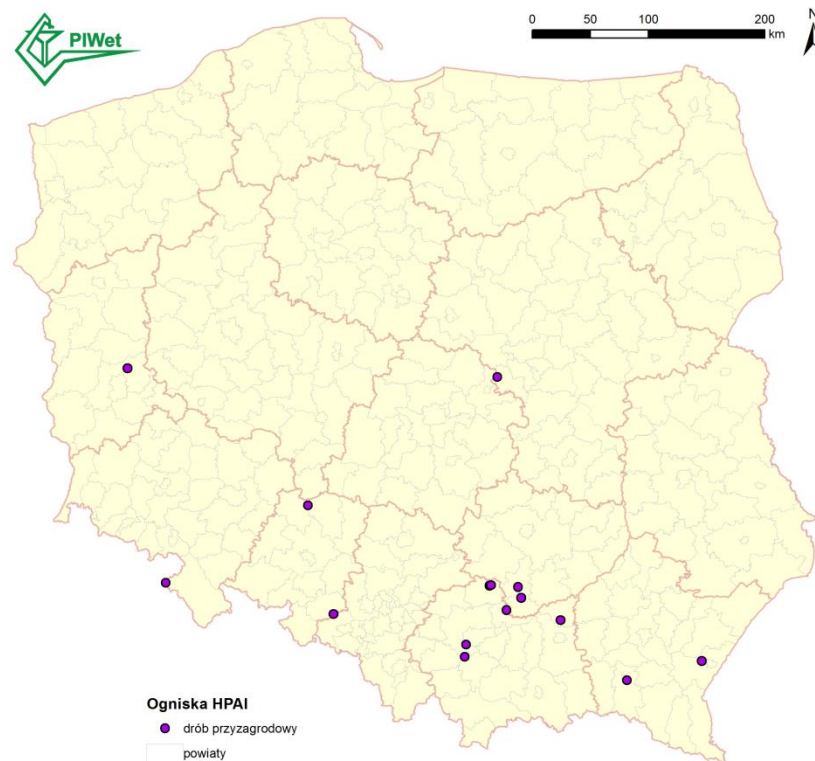 PIWet
0 50 100 200
km
N
Ogniska HPAI
drób przyzagrodowy
powiaty